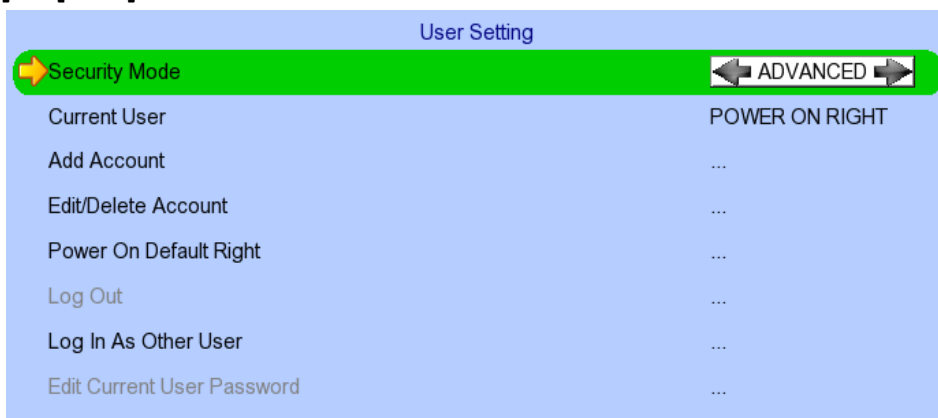 User Setting
Security Mode ADVANCED
Current User POWER ON RIGHT
Add Account ...
Edit/Delete Account ...
Power On Default Right ...
Log Out ...
Log In As Other User ...
Edit Current User Password ...